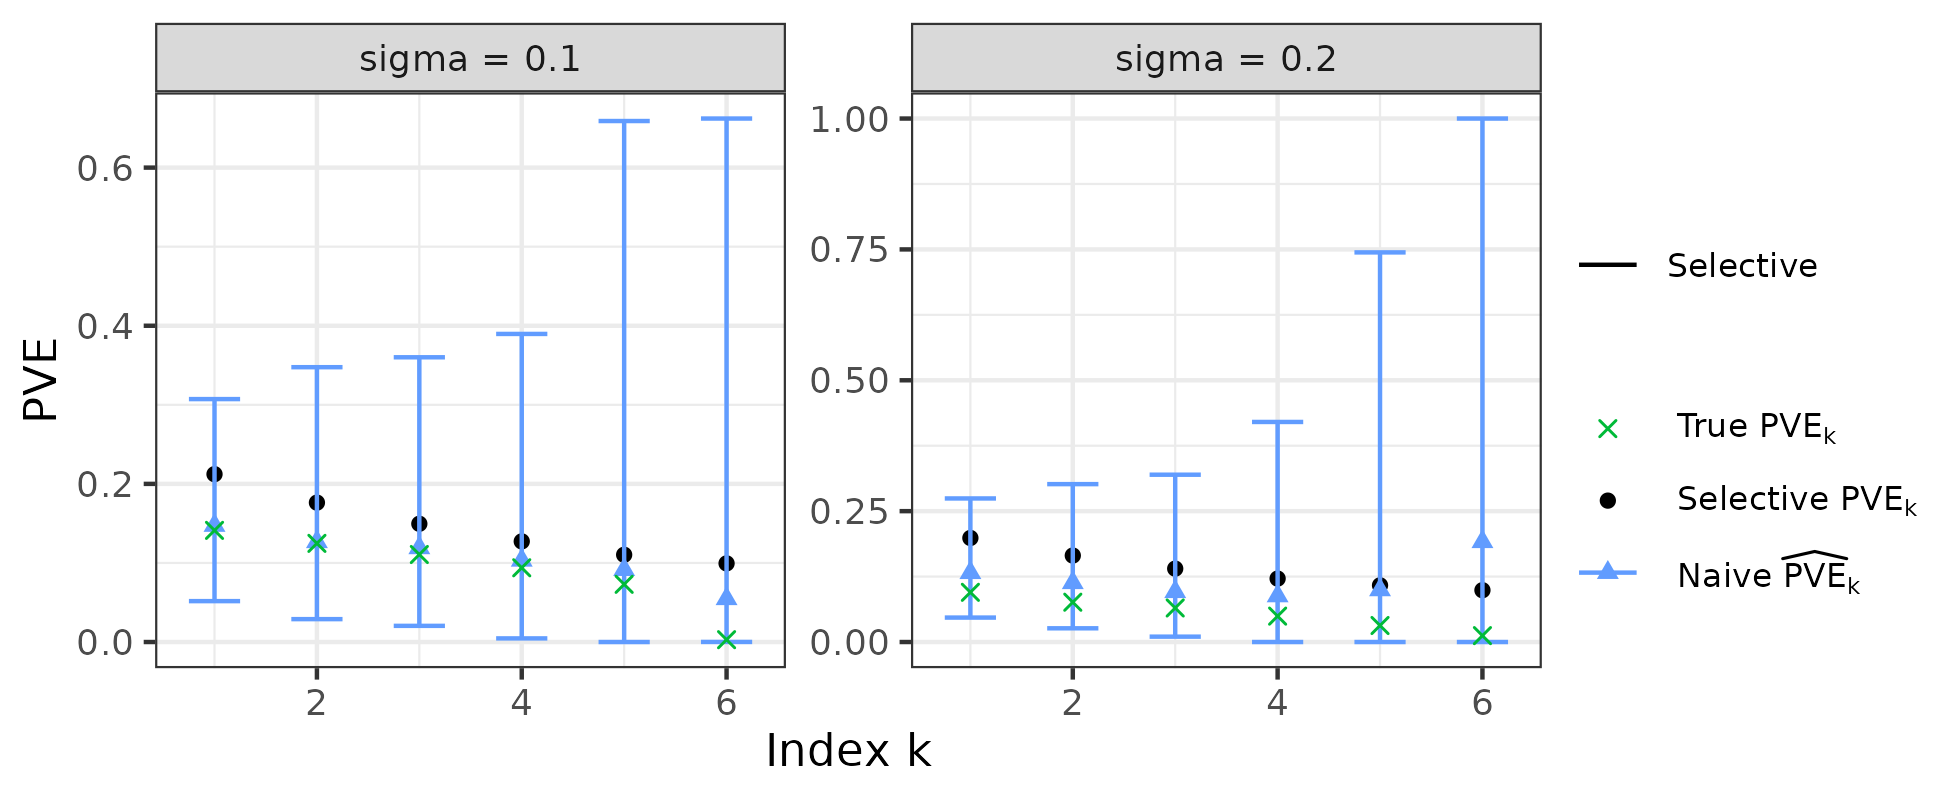 sigma = 0.1
sigma = 0.2
PVE
0.6
0.4
0.2
0.0
1.00
0.75
0.50
0.25
0.00
2
4
6
2
4
6
Index k
Selective
True PVEₖ
Selective PVEₖ
Naive P͡VEₖ